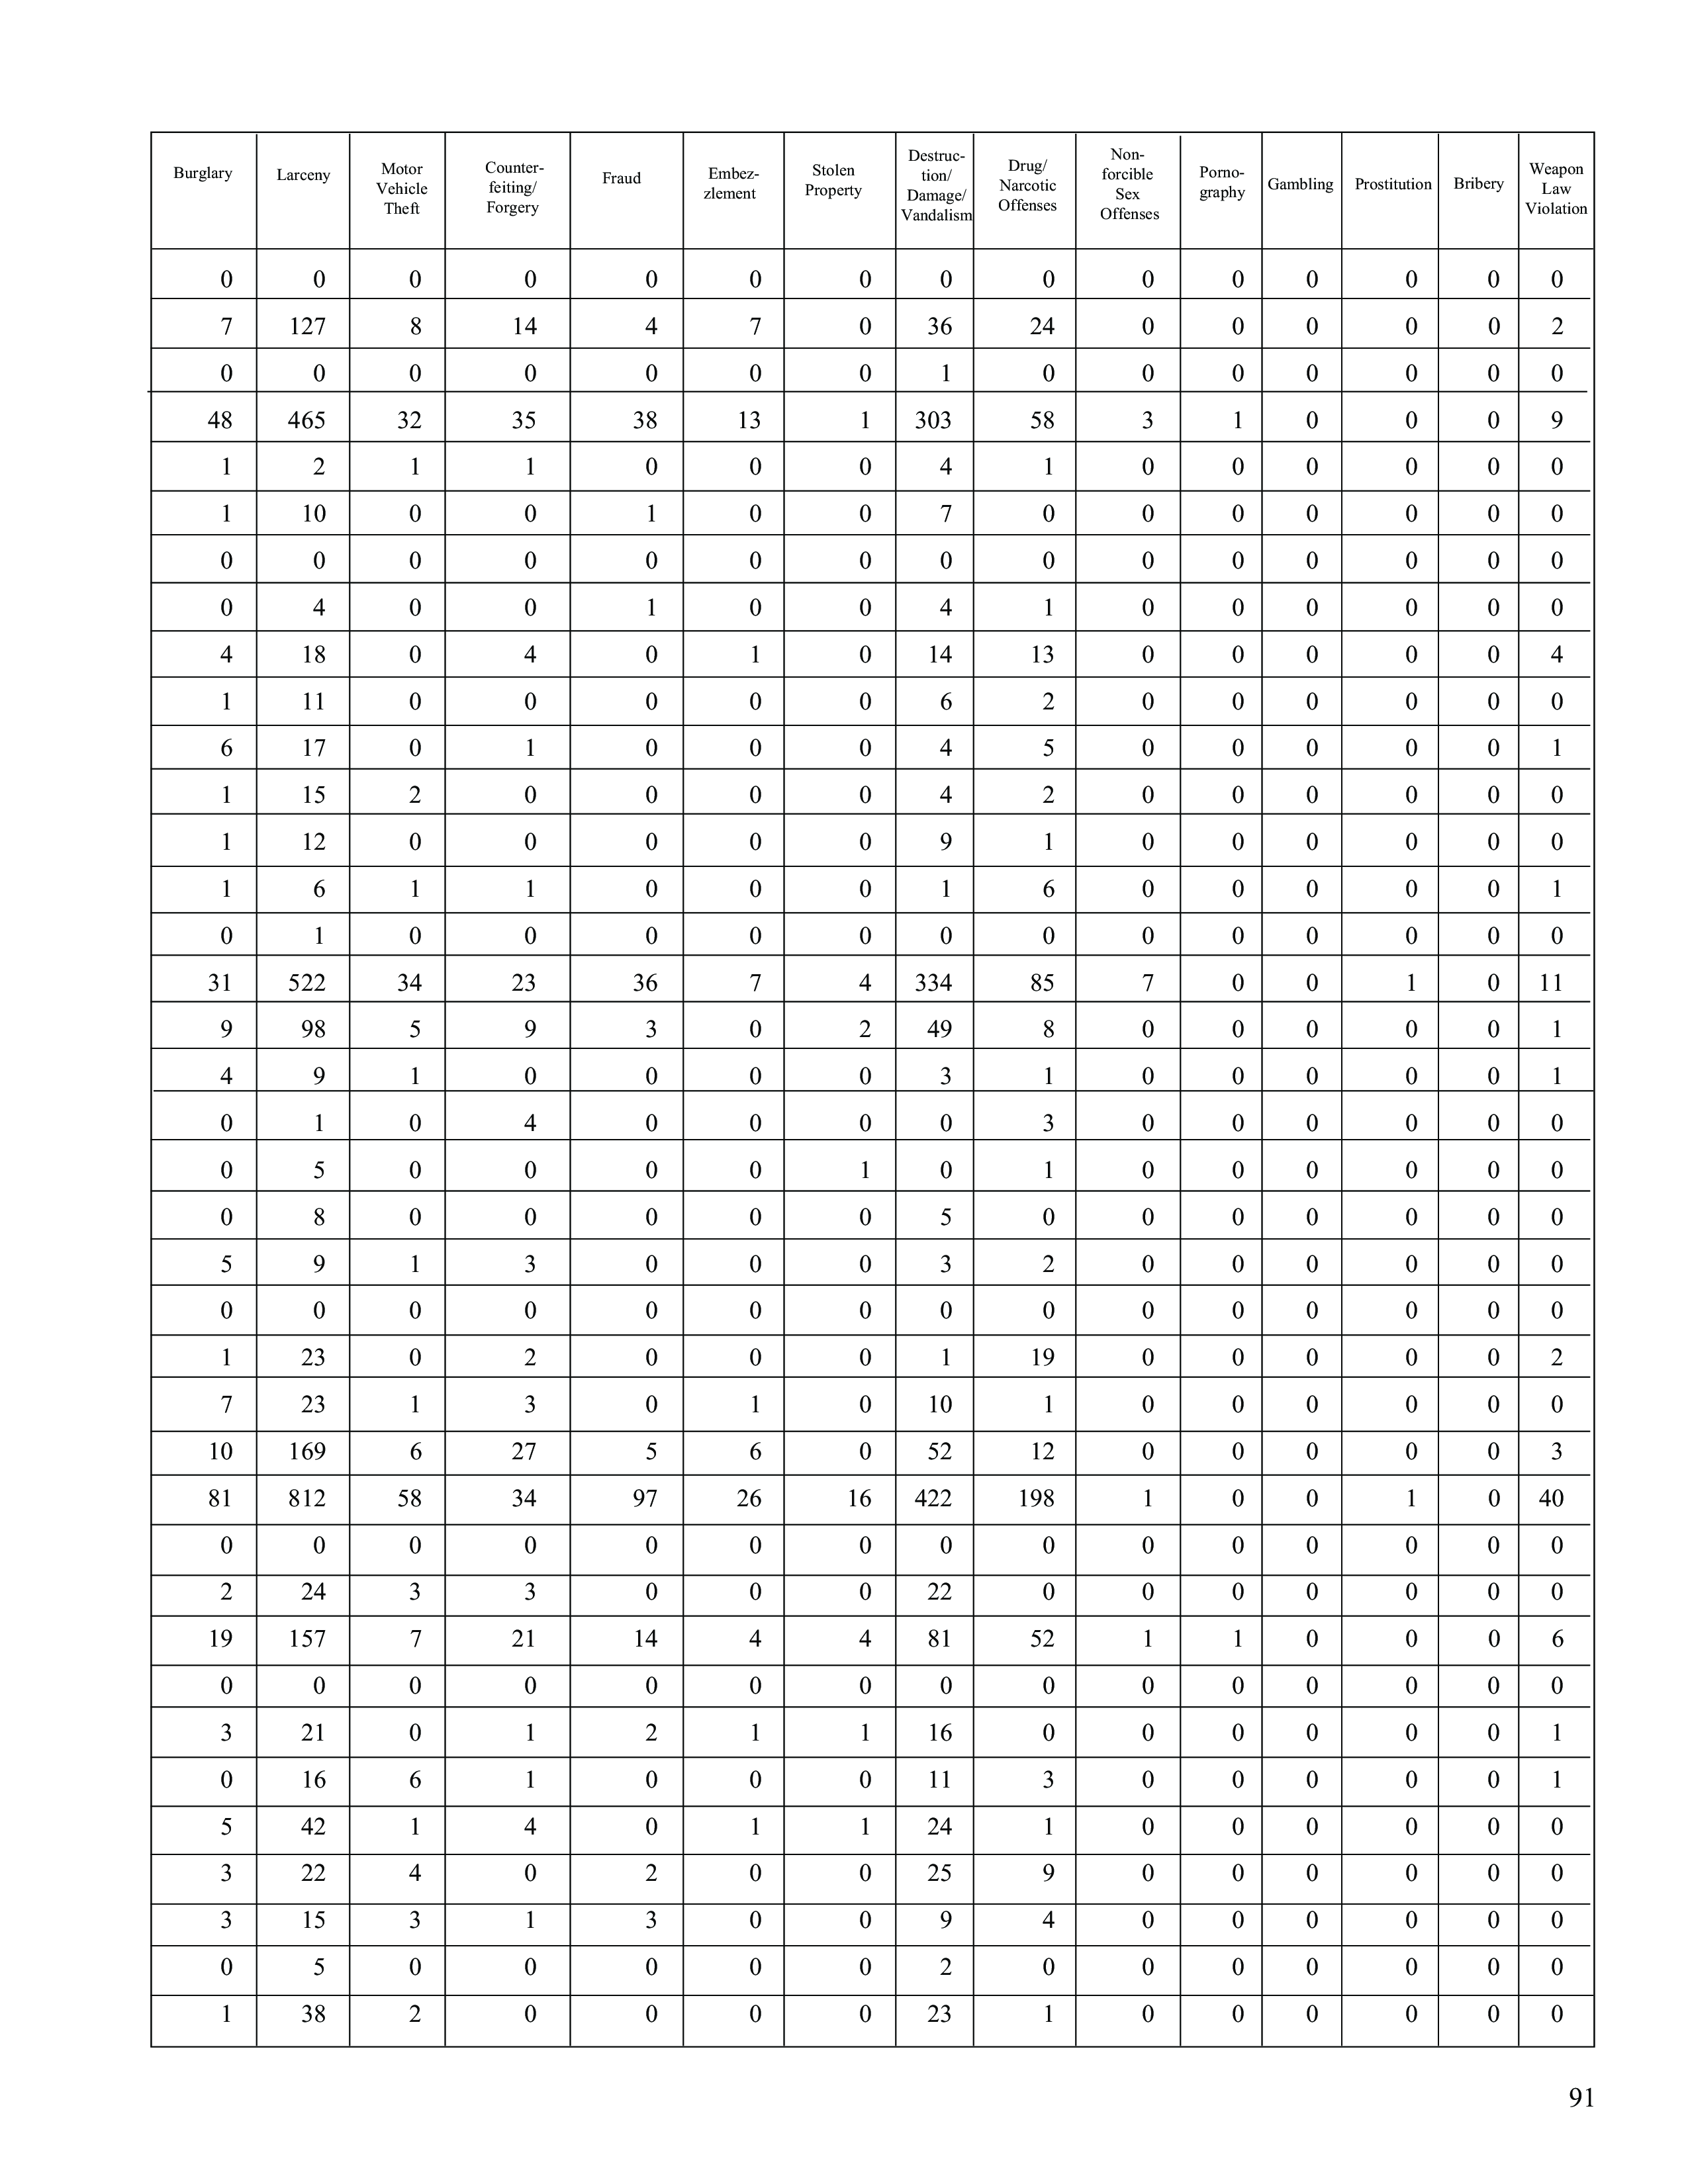 Burglary Larceny Motor Vehicle Theft Counter-feiting/ Forgery Fraud Embez-zlement Stolen Property Destruc-tion/ Damage/ Vandalism Drug/ Narcotic Offenses Non-forcible Sex Offenses Porno-graphy Gambling Prostitution Bribery Weapon Law Violation
0 0 0 0 0 0 0 0 0 0 0 0 0 0 0
7 127 8 14 4 7 0 36 24 0 0 0 0 0 2
0 0 0 0 0 0 0 1 0 0 0 0 0 0 0
48 465 32 35 38 13 1 303 58 3 1 0 0 0 9
1 2 1 1 0 0 0 4 1 0 0 0 0 0 0
1 10 0 0 1 0 0 7 0 0 0 0 0 0 0
0 0 0 0 0 0 0 0 0 0 0 0 0 0 0
0 4 0 0 1 0 0 4 1 0 0 0 0 0 0
4 18 0 4 0 1 0 14 13 0 0 0 0 0 4
1 11 0 0 0 0 0 6 2 0 0 0 0 0 0
6 17 0 1 0 0 0 4 5 0 0 0 0 0 1
1 15 2 0 0 0 0 4 2 0 0 0 0 0 0
1 12 0 0 0 0 0 9 1 0 0 0 0 0 0
1 6 1 1 0 0 0 1 6 0 0 0 0 0 1
0 1 0 0 0 0 0 0 0 0 0 0 0 0 0
31 522 34 23 36 7 4 334 85 7 0 0 1 0 11
9 98 5 9 3 0 2 49 8 0 0 0 0 0 1
4 9 1 0 0 0 0 3 1 0 0 0 0 0 1
0 1 0 4 0 0 0 0 3 0 0 0 0 0 0
0 5 0 0 0 0 1 0 1 0 0 0 0 0 0
0 8 0 0 0 0 0 5 0 0 0 0 0 0 0
5 9 1 3 0 0 0 3 2 0 0 0 0 0 0
0 0 0 0 0 0 0 0 0 0 0 0 0 0 0
1 23 0 2 0 0 0 1 19 0 0 0 0 0 2
7 23 1 3 0 1 0 10 1 0 0 0 0 0 0
10 169 6 27 5 6 0 52 12 0 0 0 0 0 3
81 812 58 34 97 26 16 422 198 1 0 0 1 0 40
0 0 0 0 0 0 0 0 0 0 0 0 0 0 0
2 24 3 3 0 0 0 22 0 0 0 0 0 0 0
19 157 7 21 14 4 4 81 52 1 1 0 0 0 6
0 0 0 0 0 0 0 0 0 0 0 0 0 0 0
3 21 0 1 2 1 1 16 0 0 0 0 0 0 1
0 16 6 1 0 0 0 11 3 0 0 0 0 0 1
5 42 1 4 0 1 1 24 1 0 0 0 0 0 0
3 22 4 0 2 0 0 25 9 0 0 0 0 0 0
3 15 3 1 3 0 0 9 4 0 0 0 0 0 0
0 5 0 0 0 0 0 2 0 0 0 0 0 0 0
1 38 2 0 0 0 0 23 1 0 0 0 0 0 0
91